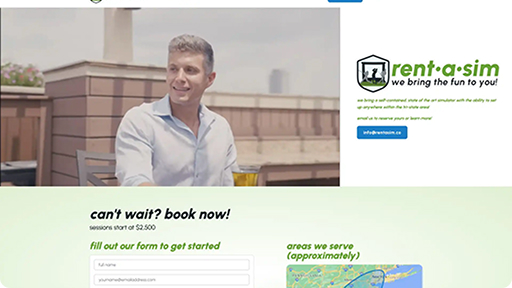 rent•a•sim
we bring the fun to you!
we bring a self-contained, state of the art simulator with the ability to set
up anywhere within the tri-state area!
email us to reserve yours or learn more!
info@rentasim.co
can't wait? book now!
sessions start at $2,500
fill out our form to get started
full name
yourname@emailaddress.com
areas we serve
(approximately)